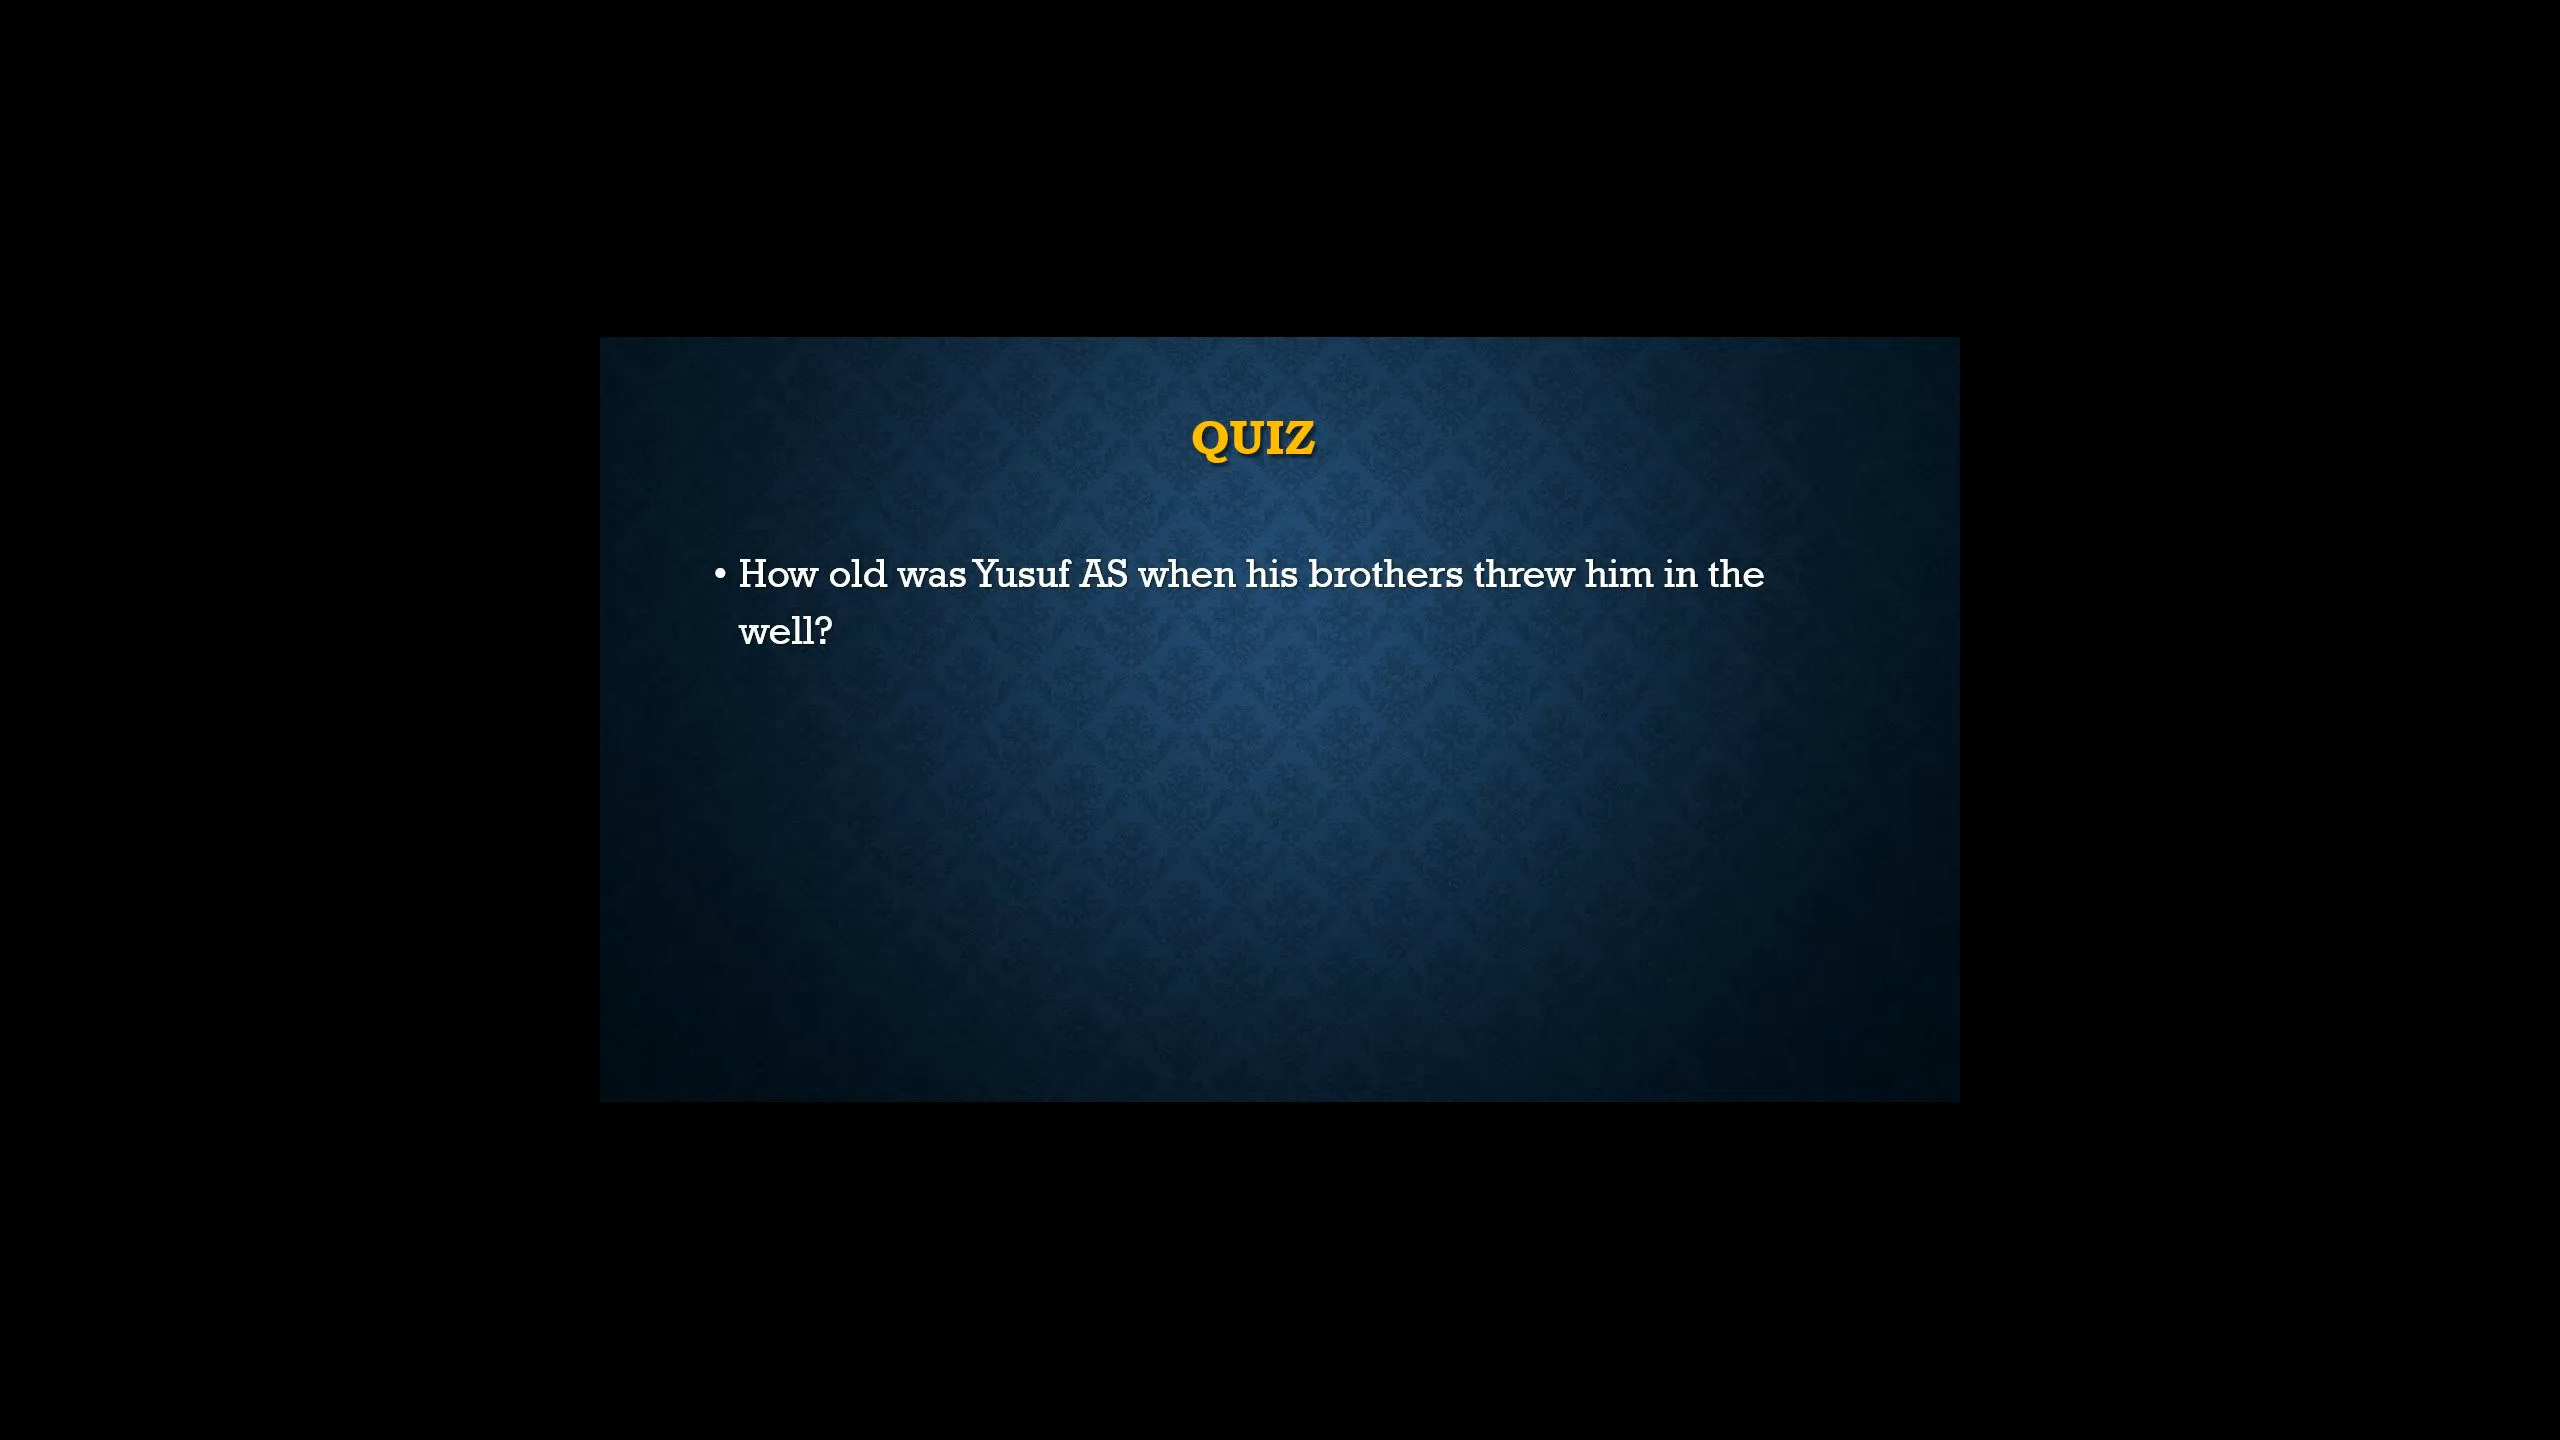 QUIZ
• How old was Yusuf AS when his brothers threw him in the
well?